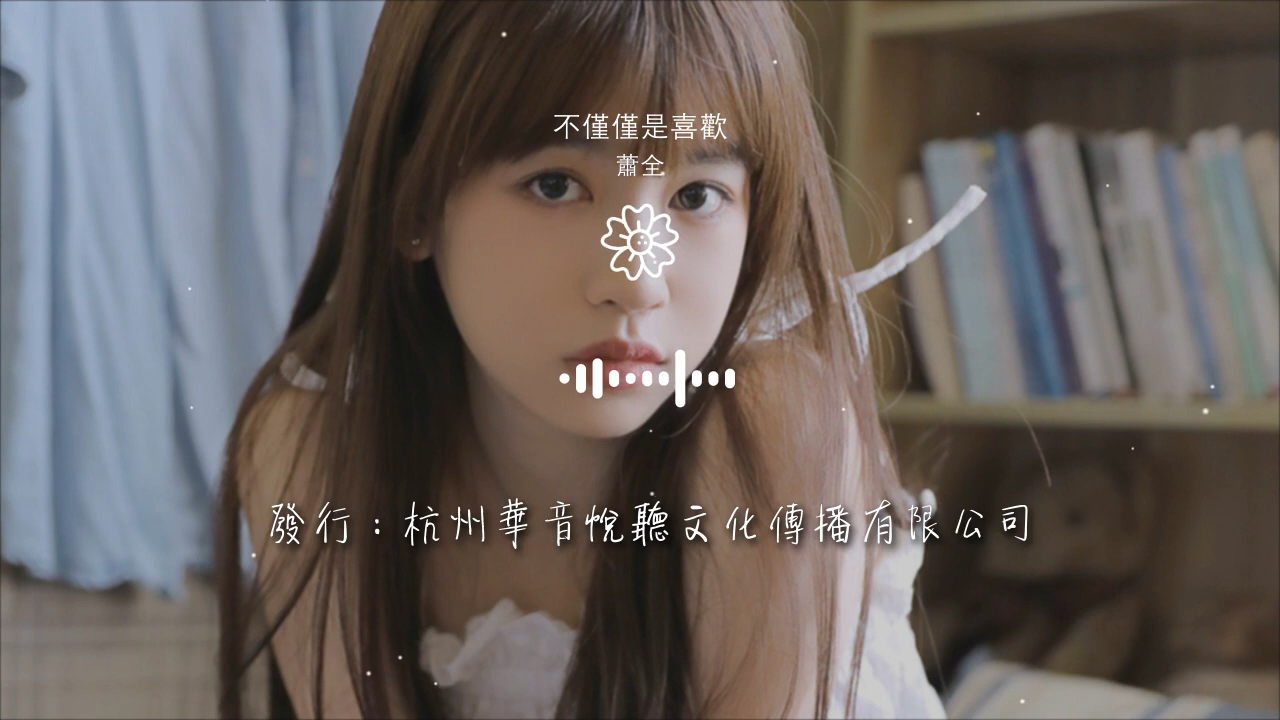 不僅僅是喜歡
蕭全
發行：杭州華音悅聽文化傳播有限公司